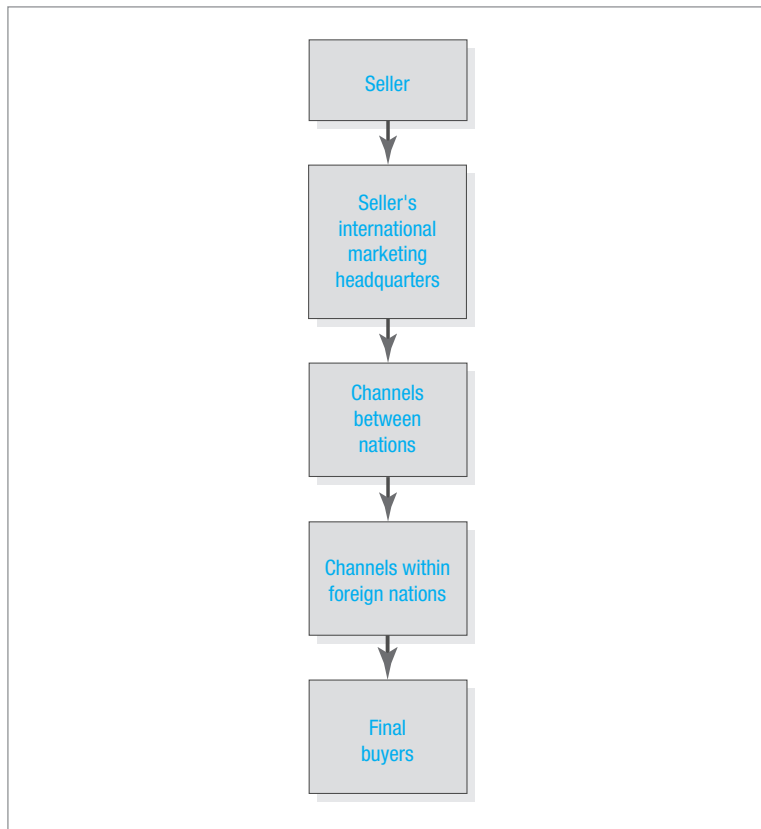 Seller
Seller's
international
marketing
headquarters
Channels
between
nations
Channels within
foreign nations
Final
buyers